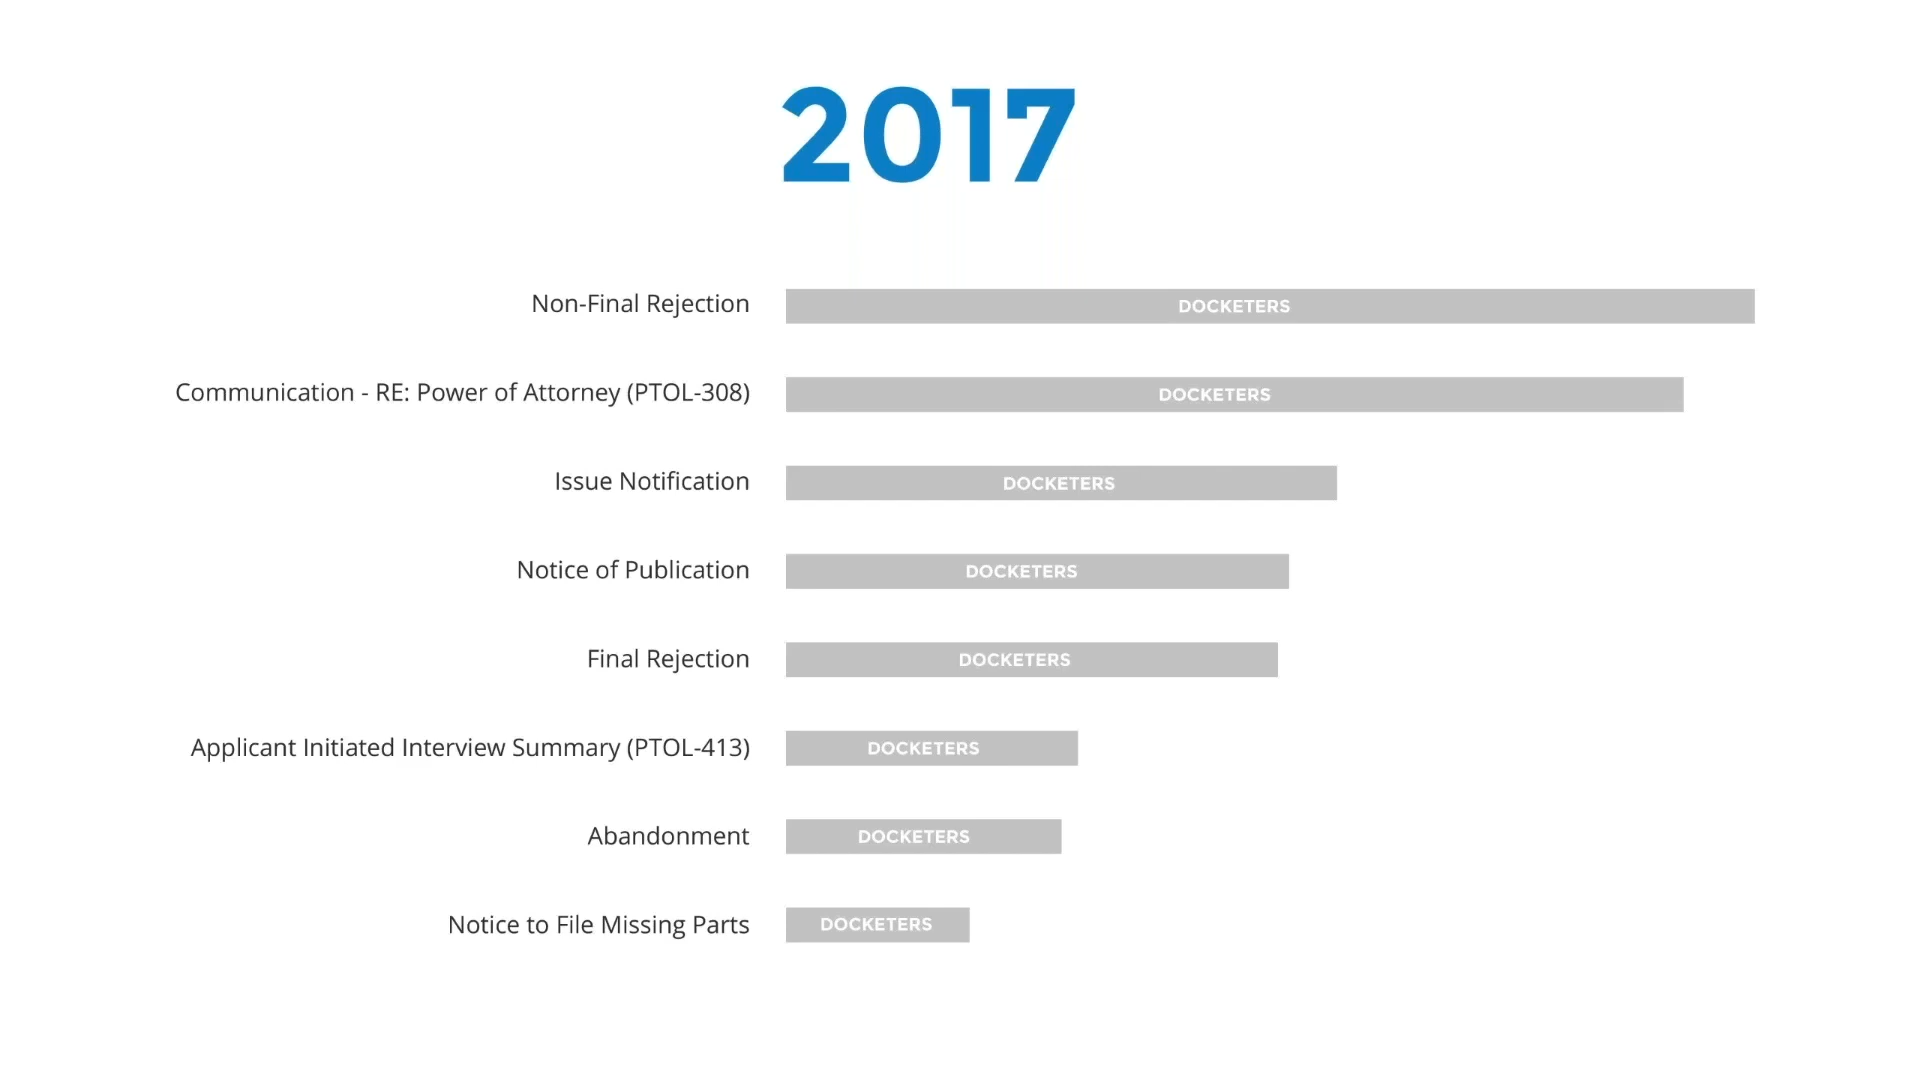 2017
Non-Final Rejection DOCKETERS
Communication - RE: Power of Attorney (PTOL-308) DOCKETERS
Issue Notification DOCKETERS
Notice of Publication DOCKETERS
Final Rejection DOCKETERS
Applicant Initiated Interview Summary (PTOL-413) DOCKETERS
Abandonment DOCKETERS
Notice to File Missing Parts DOCKETERS